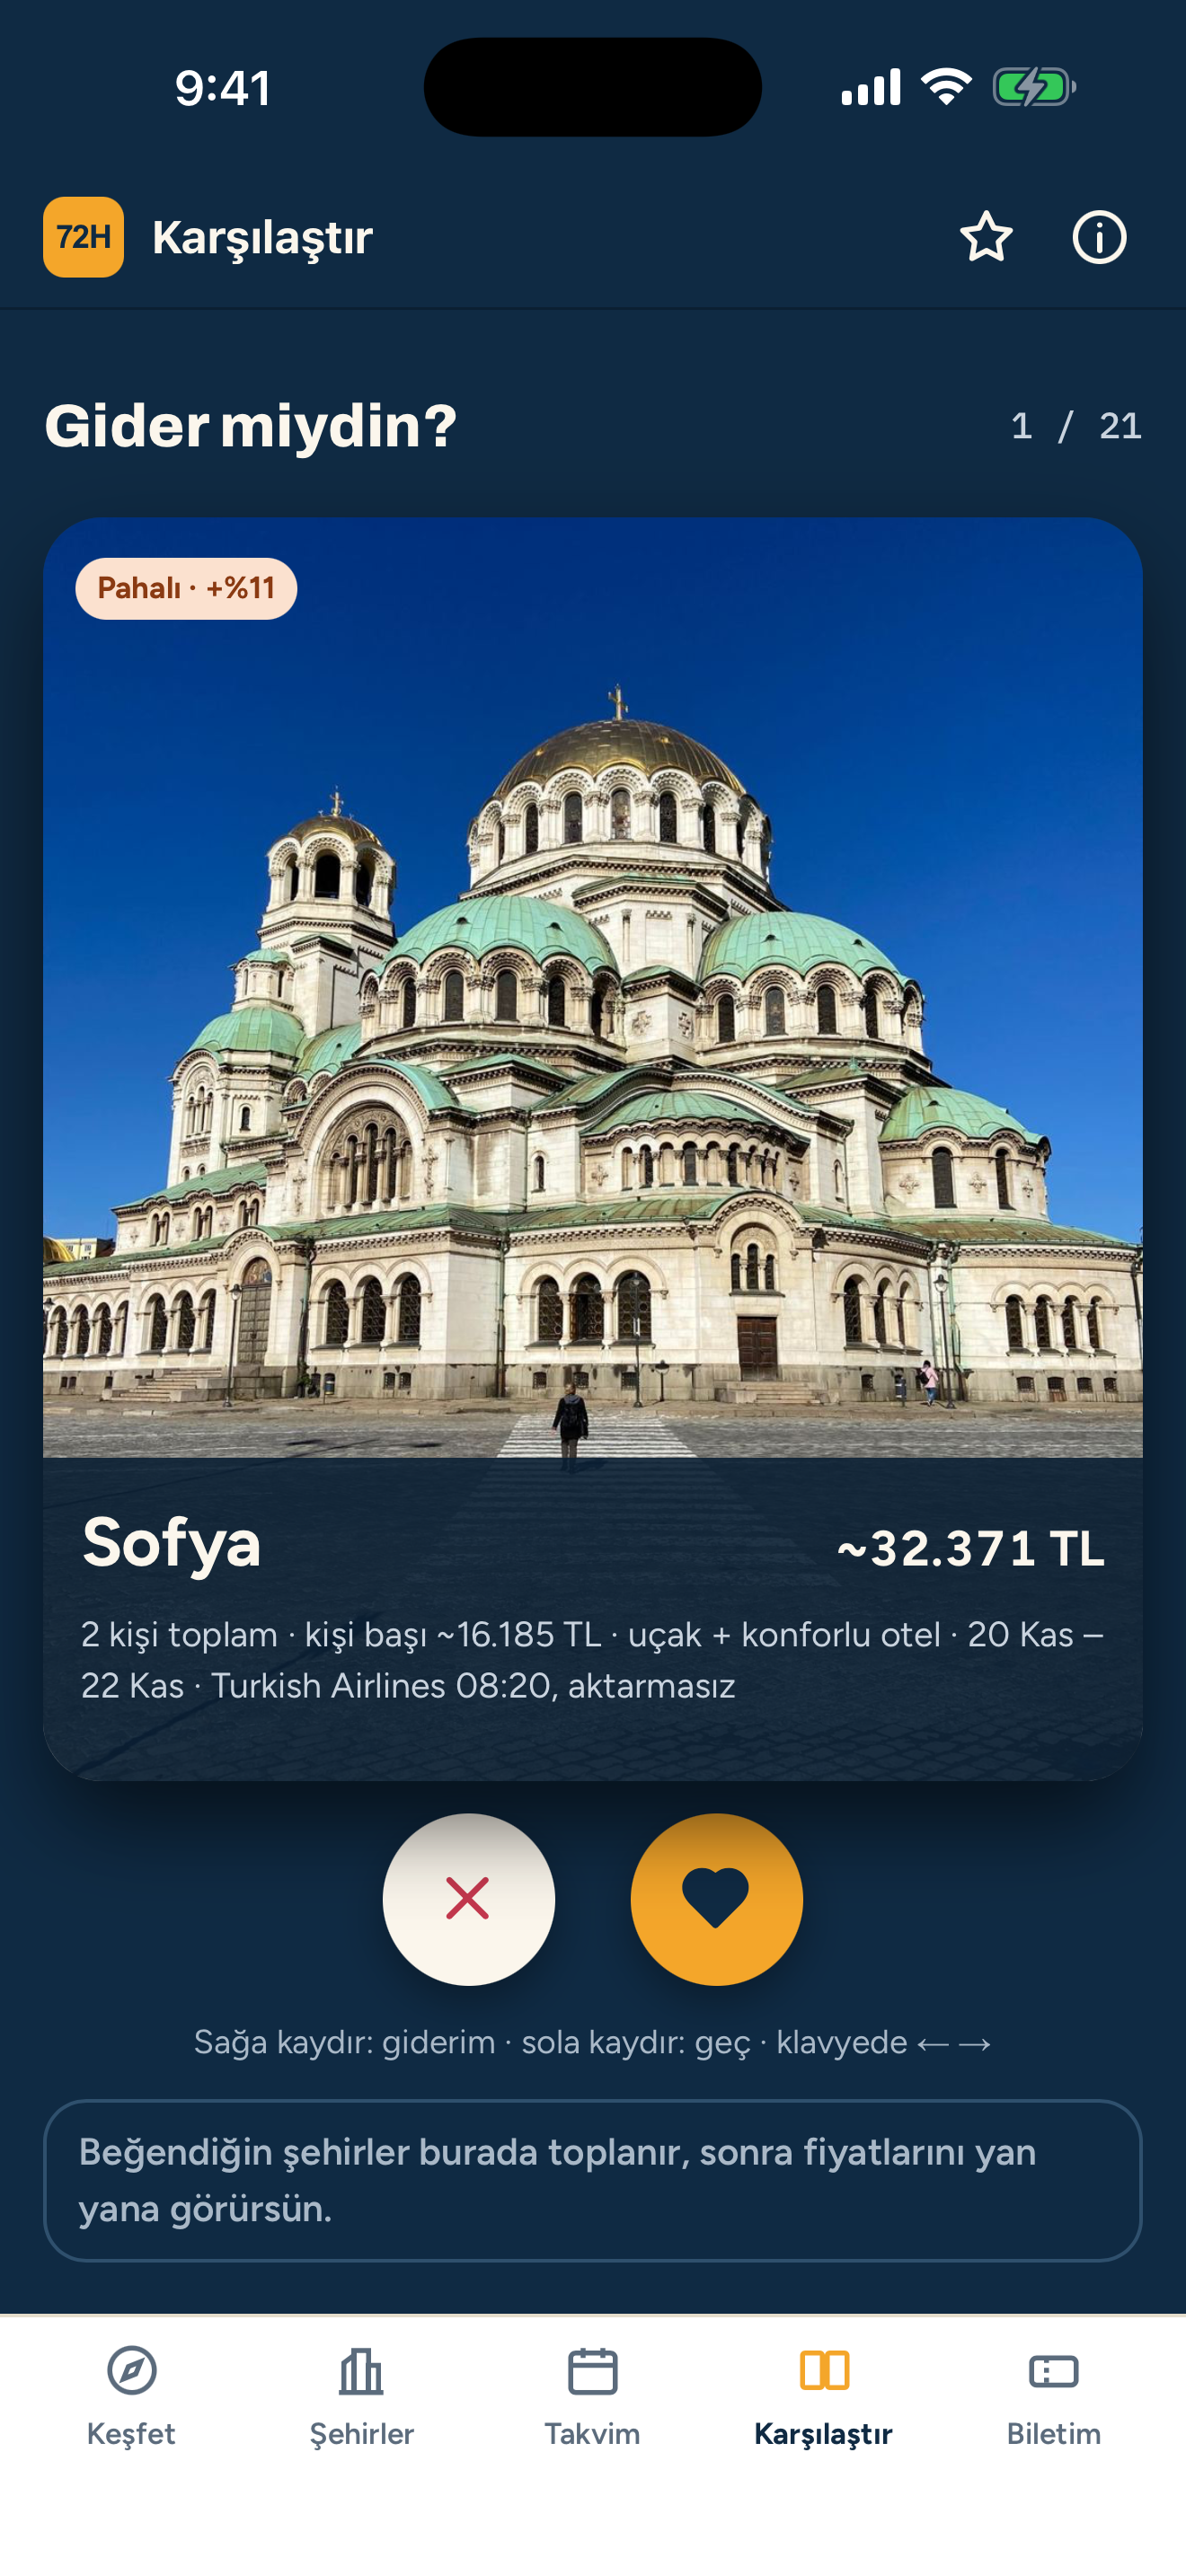 9:41
72H Karşılaştır
Gider miydin?
1 / 21
Pahalı · +%11
Sofya
~32.371 TL
2 kişi toplam · kişi başı ~16.185 TL · uçak + konforlu otel · 20 Kas –
22 Kas · Turkish Airlines 08:20, aktarmasız
Sağa kaydır: giderim · sola kaydır: geç · klavyede ← →
Beğendiğin şehirler burada toplanır, sonra fiyatlarını yan
yana görürsün.
Keşfet
Şehirler
Takvim
Karşılaştır
Biletim